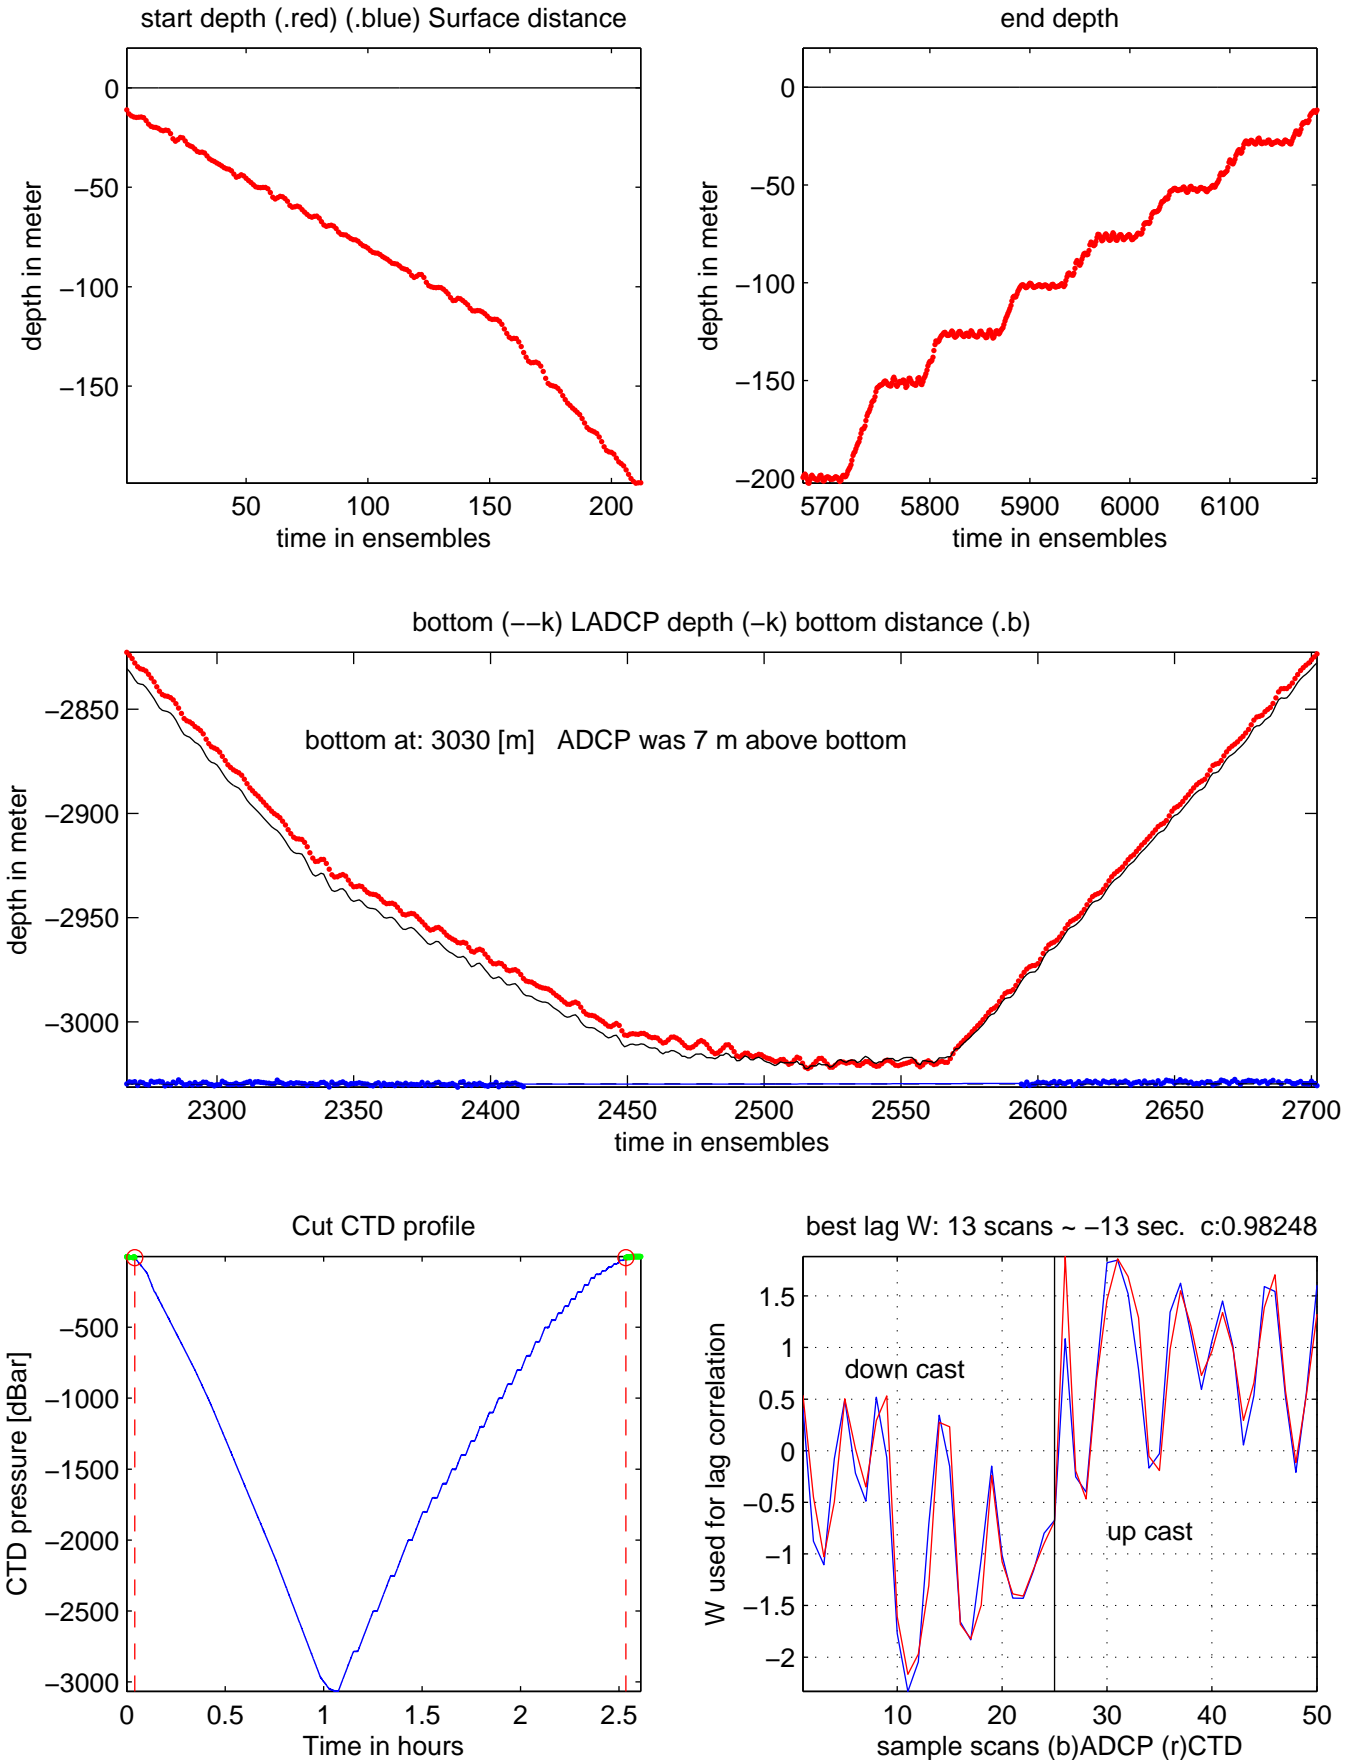 start depth (.red) (.blue) Surface distance
0
−50
−100
−150
depth in meter
50 100 150 200
time in ensembles
end depth
0
−50
−100
−150
−200
depth in meter
5700 5800 5900 6000 6100
time in ensembles
bottom (−−k) LADCP depth (−k) bottom distance (.b)
bottom at: 3030 [m] ADCP was 7 m above bottom
−2850
−2900
−2950
−3000
depth in meter
2300 2350 2400 2450 2500 2550 2600 2650 2700
time in ensembles
Cut CTD profile
−500
−1000
−1500
−2000
−2500
−3000
CTD pressure [dBar]
0 0.5 1 1.5 2 2.5
Time in hours
best lag W: 13 scans ~ −13 sec. c:0.98248
1.5
1
0.5
0
−0.5
−1
−1.5
−2
W used for lag correlation
down cast
up cast
10 20 30 40 50
sample scans (b)ADCP (r)CTD